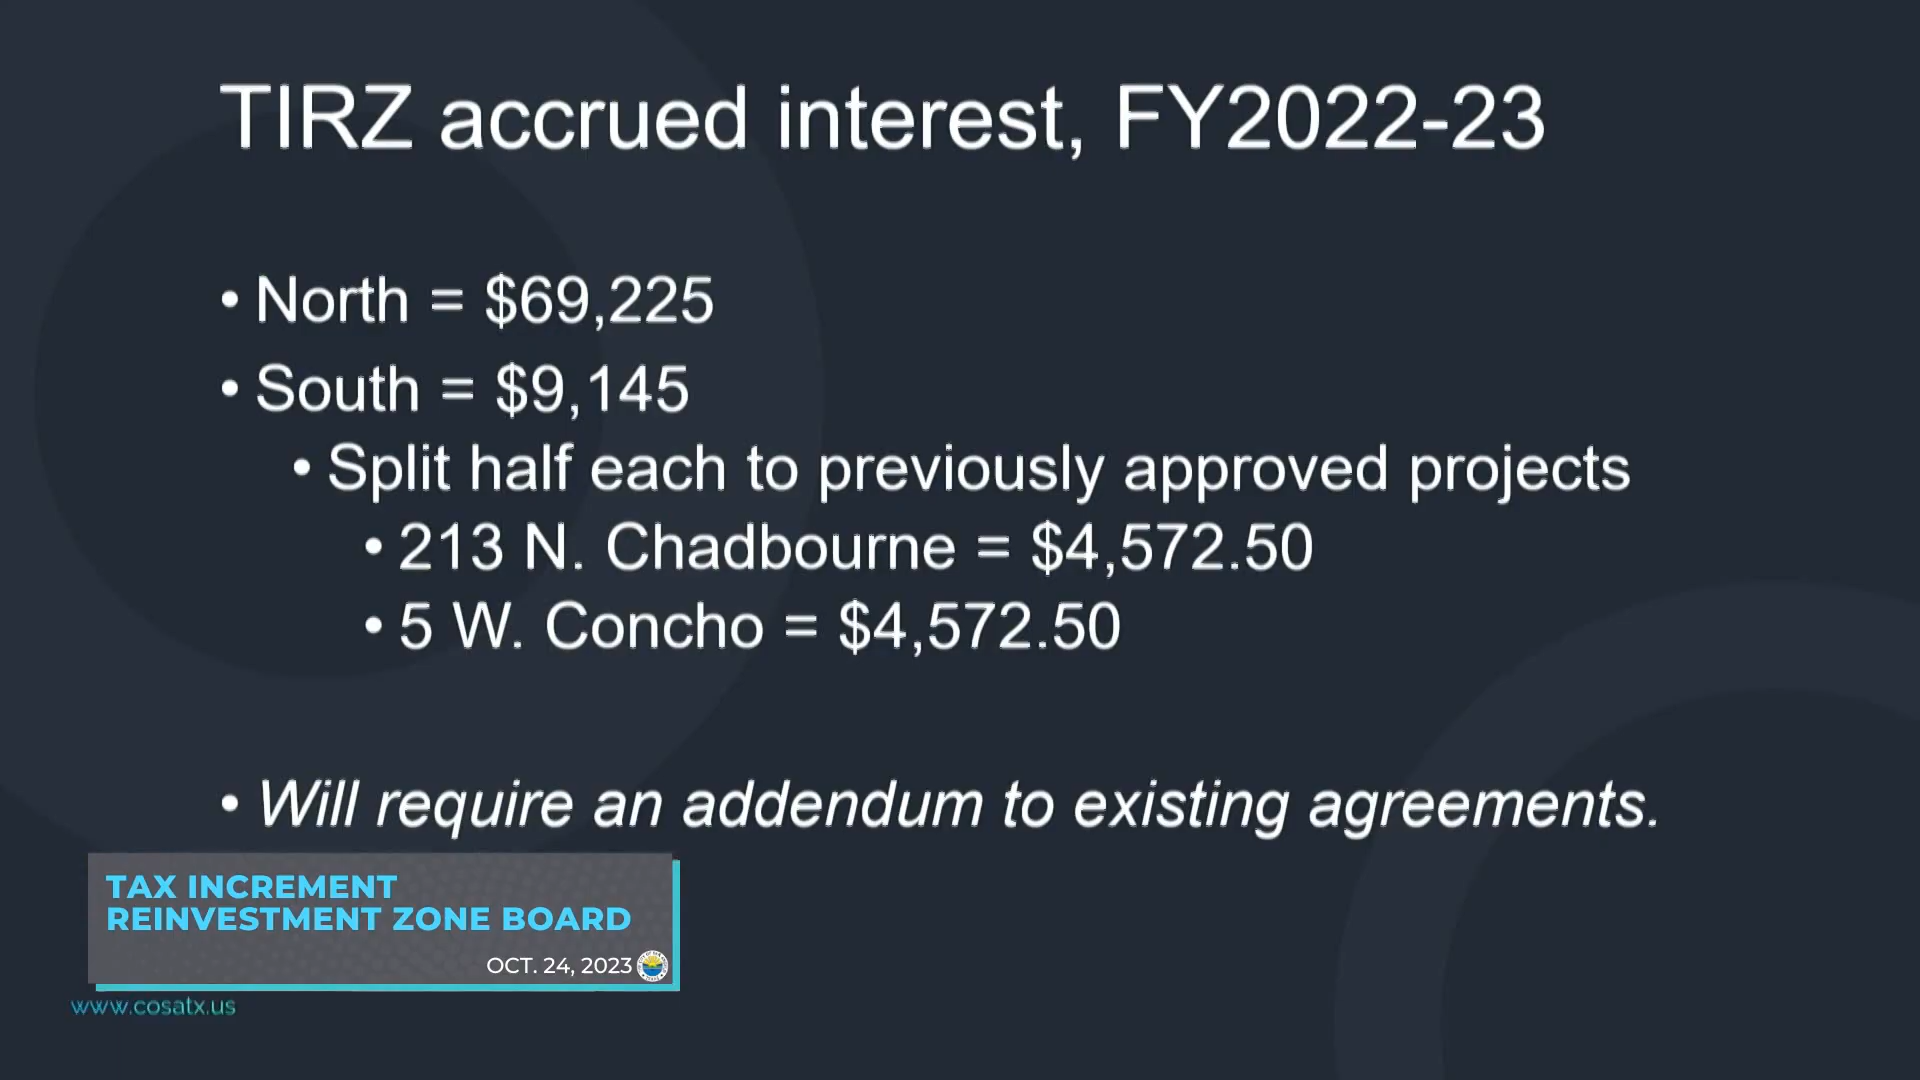 TIRZ accrued interest, FY2022-23
• North = $69,225
• South = $9,145
• Split half each to previously approved projects
• 213 N. Chadbourne = $4,572.50
• 5 W. Concho = $4,572.50
• Will require an addendum to existing agreements.
TAX INCREMENT
REINVESTMENT ZONE BOARD
OCT. 24, 2023
www.cosatx.us